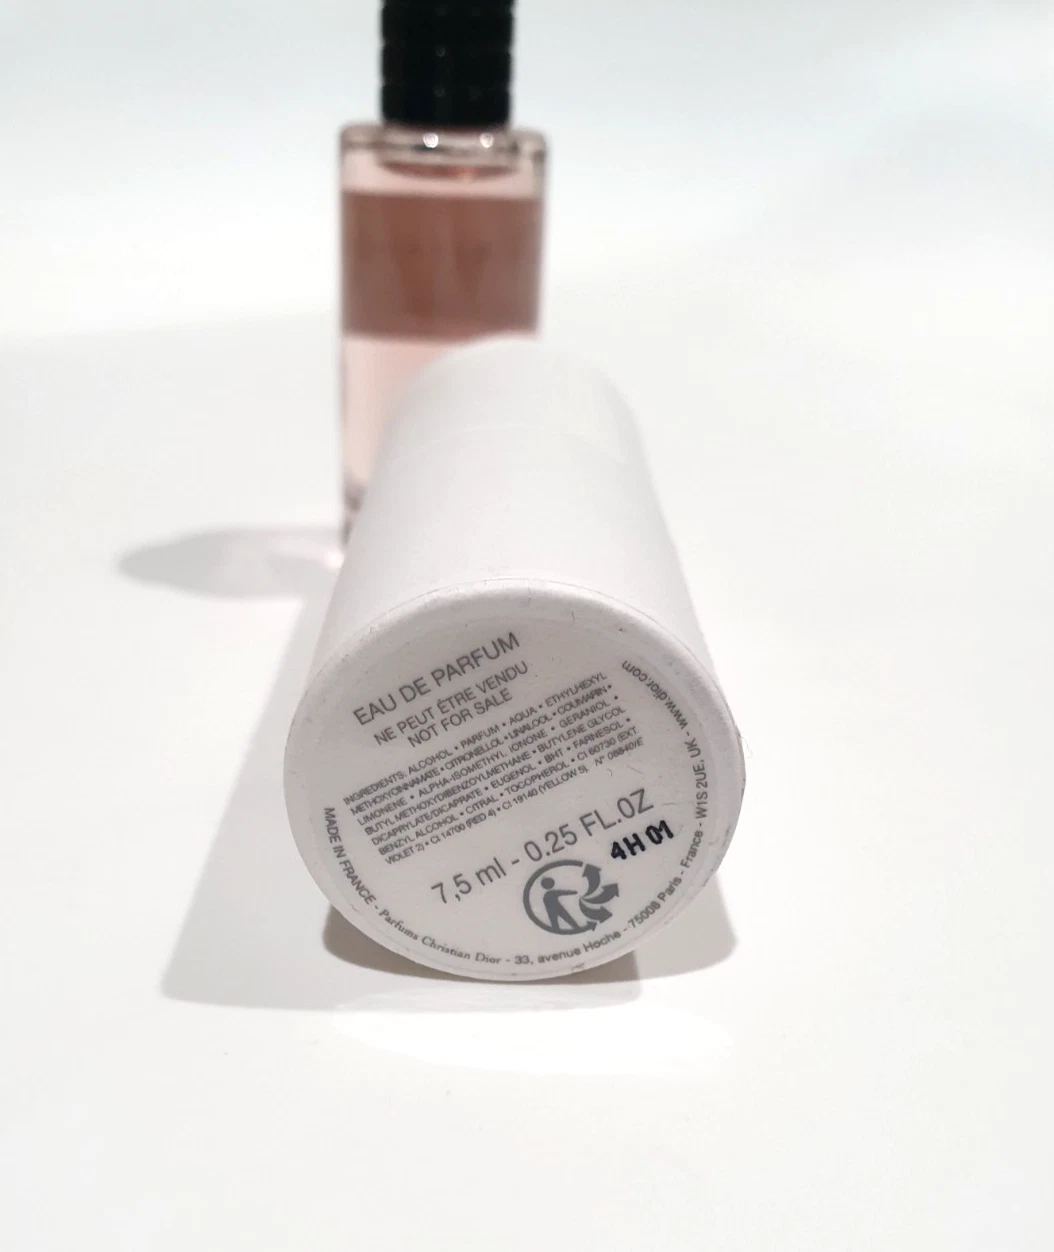 EAU DE PARFUM
NE PEUT ÊTRE VENDU
NOT FOR SALE
INGREDIENTS: ALCOHOL • PARFUM • AQUA • ETHYLHEXYL
METHOXYCINNAMATE • CITRONELLOL • LINALOOL • COUMARIN •
LIMONENE • ALPHA-ISOMETHYL IONONE • GERANIOL •
BUTYL METHOXYDIBENZOYLMETHANE • BUTYLENE GLYCOL
DICAPRYLATE/DICAPRATE • EUGENOL • BHT • FARNESOL •
BENZYL ALCOHOL • CITRAL • TOCOPHEROL • CI 60730 (EXT.
VIOLET 2) • CI 14700 (RED 4) • CI 19140 (YELLOW 5) N°
7,5 ml - 0.25 FL.OZ
4H 01
MADE IN FRANCE - Parfums Christian Dior - 33, avenue Hoche - 75008 Paris - France - W1S 2UE. UK - www.dior.com